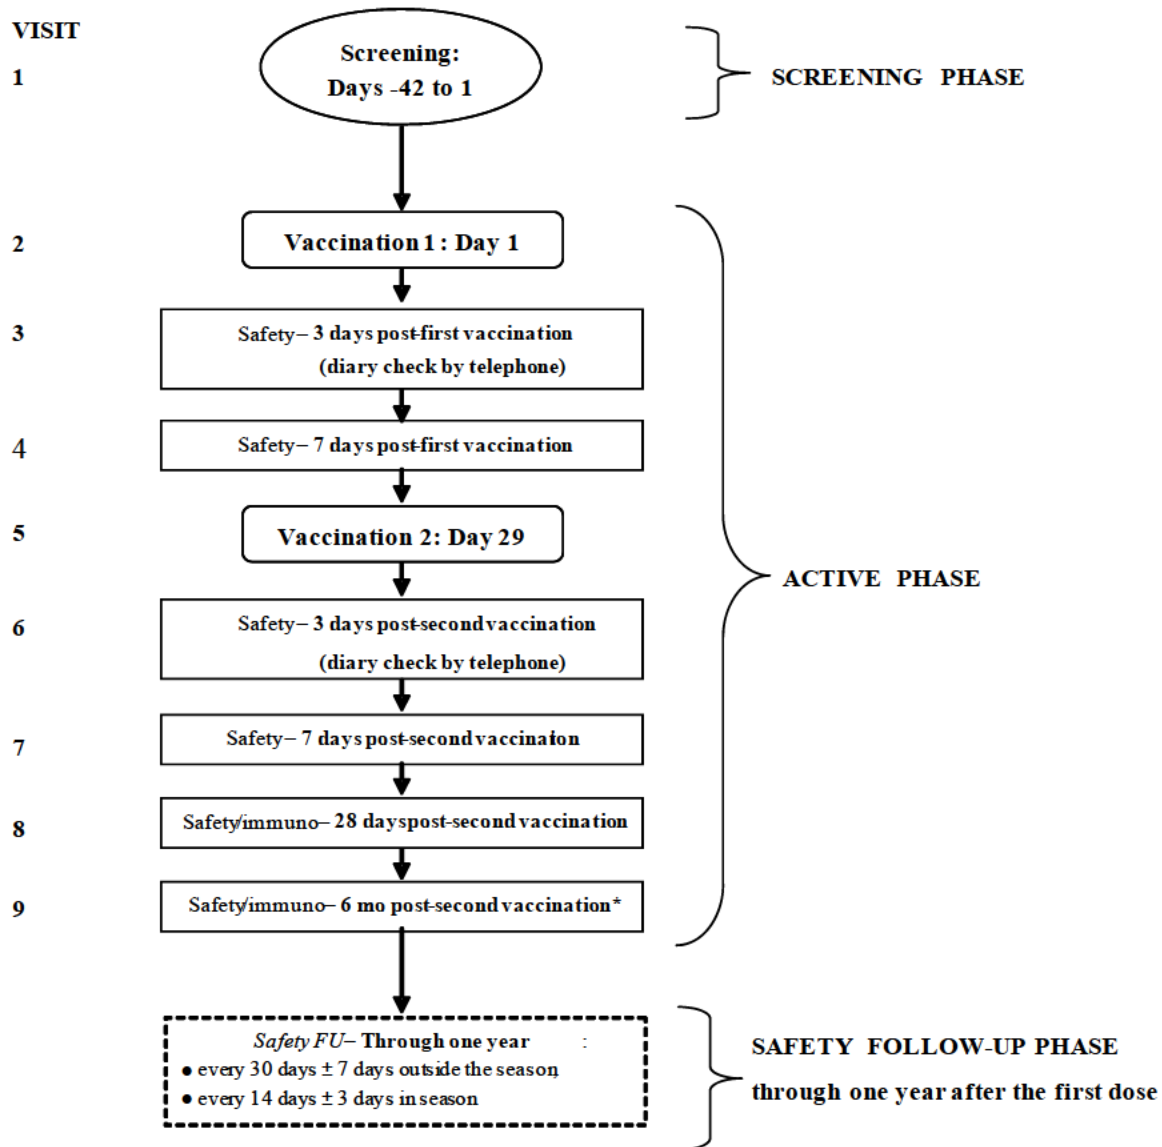 VISIT
1
Screening:
Days -42 to 1
SCREENING PHASE
2
Vaccination 1 : Day 1
3
Safety– 3 days post-first vaccination
(diary check by telephone)
4
Safety– 7 days post-first vaccination
5
Vaccination 2: Day 29
ACTIVE PHASE
6
Safety– 3 days post-second vaccination
(diary check by telephone)
7
Safety– 7 days post-second vaccination
8
Safety/immuno– 28 days post-second vaccination
9
Safety/immuno– 6 mo post-second vaccination*
Safety FU– Through one year :
● every 30 days ± 7 days outside the season,
● every 14 days ± 3 days in season
SAFETY FOLLOW-UP PHASE
through one year after the first dose